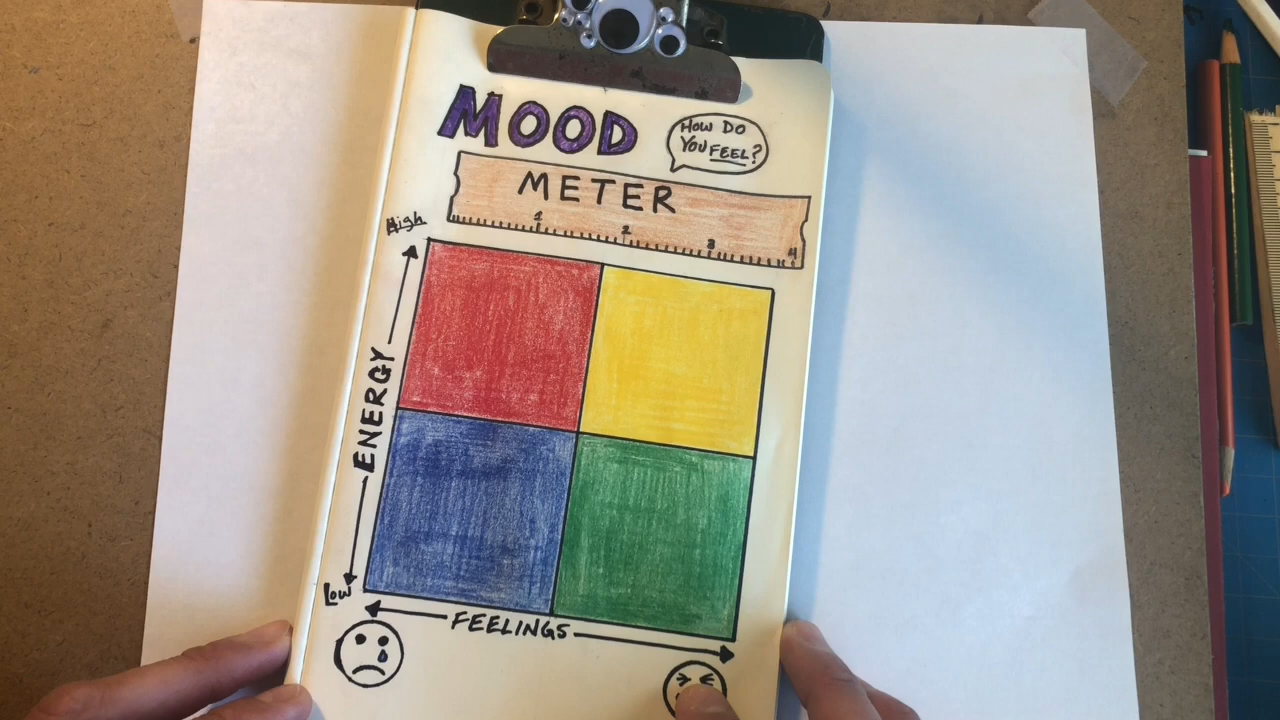 MOOD
HOW DO
YOU FEEL?
METER
1 2 3 4
High
ENERGY
Low
FEELINGS